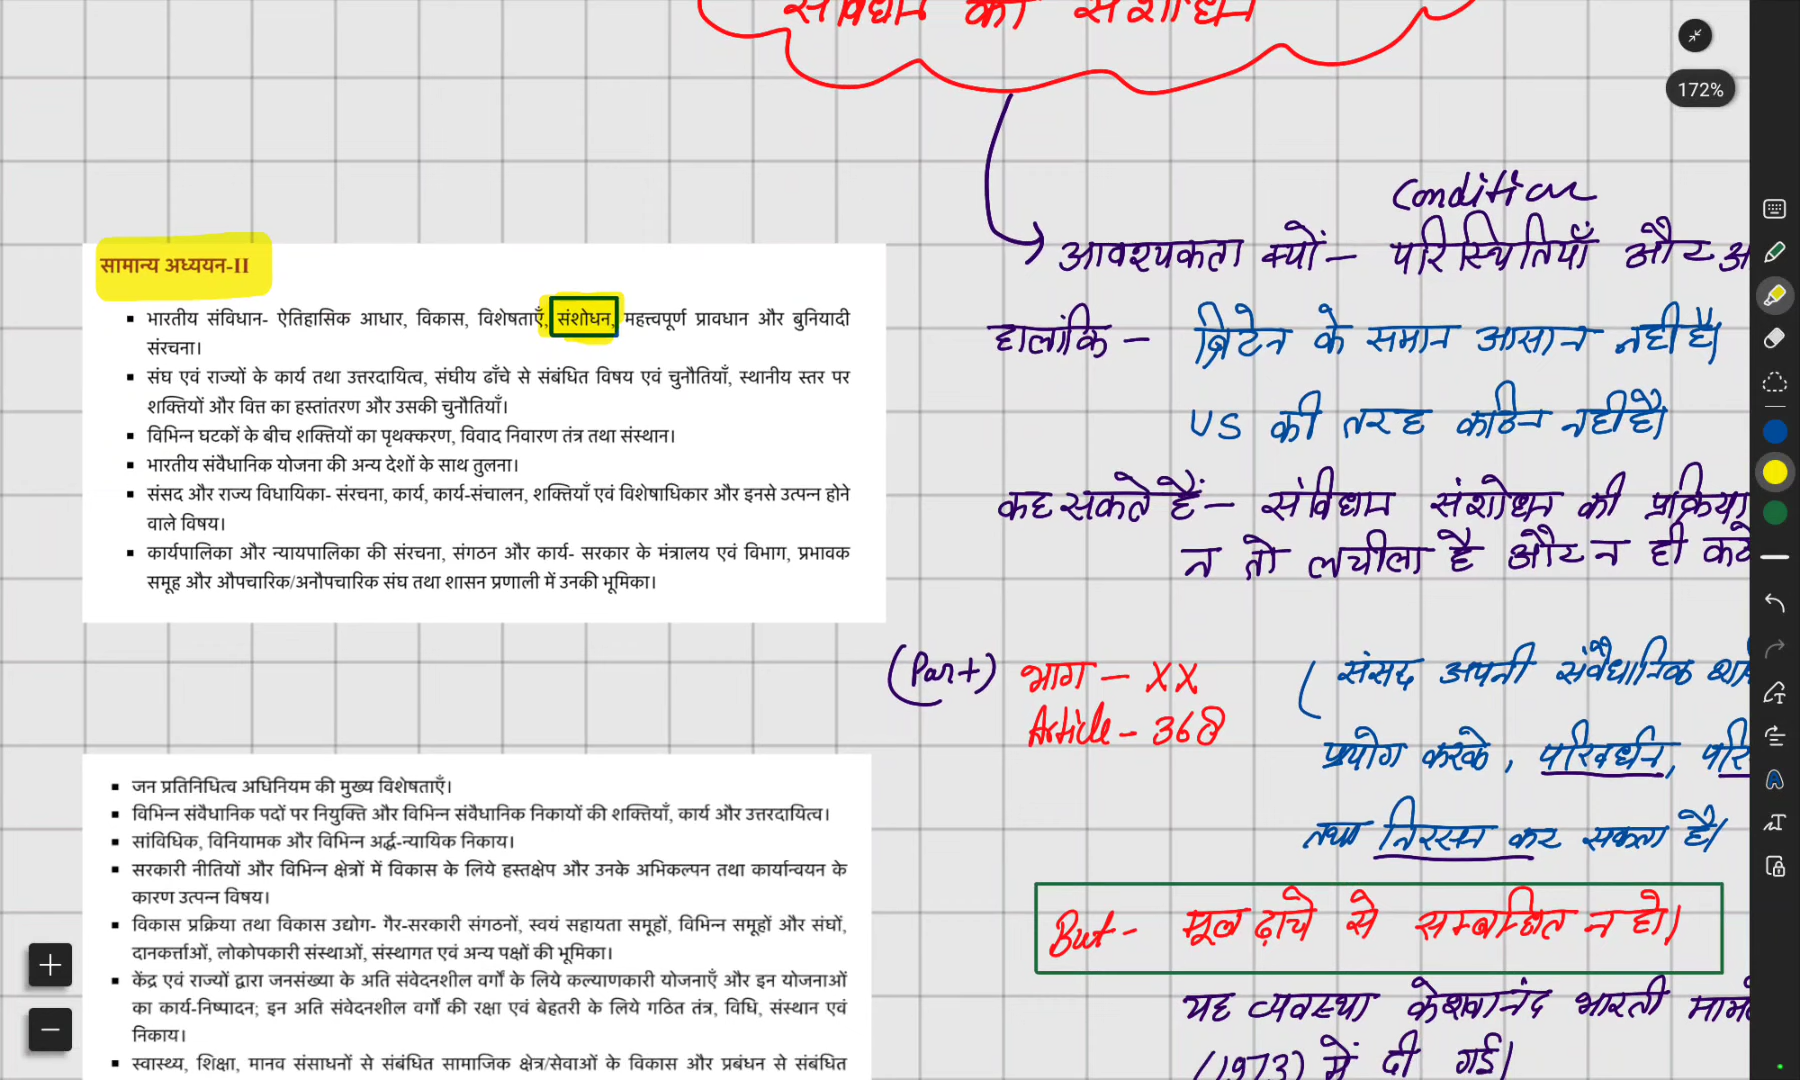 संविधान का संशोधन
172%
Condition
आवश्यकता क्यों – परिस्थितियाँ और
हालांकि – ब्रिटेन के समान आसान नहीं है।
US की तरह कठिन नहीं है।
कह सकते हैं – संविधान संशोधन की प्रक्रिया
न तो लचीला है और न ही
(Part) भाग – XX
Article – 368
( संसद अपनी संवैधानिक
प्रयोग करके, परिवर्धन,
तथा निरसन कर सकता है।
But – मूल ढ़ाचे से सम्बन्धित न हो।
यह व्यवस्था केशवानंद भारती
(1973) में दी गई।
सामान्य अध्ययन-II
▪ भारतीय संविधान- ऐतिहासिक आधार, विकास, विशेषताएँ, संशोधन, महत्त्वपूर्ण प्रावधान और बुनियादी
संरचना।
▪ संघ एवं राज्यों के कार्य तथा उत्तरदायित्व, संघीय ढाँचे से संबंधित विषय एवं चुनौतियाँ, स्थानीय स्तर पर
शक्तियों और वित्त का हस्तांतरण और उसकी चुनौतियाँ।
▪ विभिन्न घटकों के बीच शक्तियों का पृथक्करण, विवाद निवारण तंत्र तथा संस्थान।
▪ भारतीय संवैधानिक योजना की अन्य देशों के साथ तुलना।
▪ संसद और राज्य विधायिका- संरचना, कार्य, कार्य-संचालन, शक्तियाँ एवं विशेषाधिकार और इनसे उत्पन्न होने
वाले विषय।
▪ कार्यपालिका और न्यायपालिका की संरचना, संगठन और कार्य- सरकार के मंत्रालय एवं विभाग, प्रभावक
समूह और औपचारिक/अनौपचारिक संघ तथा शासन प्रणाली में उनकी भूमिका।
▪ जन प्रतिनिधित्व अधिनियम की मुख्य विशेषताएँ।
▪ विभिन्न संवैधानिक पदों पर नियुक्ति और विभिन्न संवैधानिक निकायों की शक्तियाँ, कार्य और उत्तरदायित्व।
▪ सांविधिक, विनियामक और विभिन्न अर्द्ध-न्यायिक निकाय।
▪ सरकारी नीतियों और विभिन्न क्षेत्रों में विकास के लिये हस्तक्षेप और उनके अभिकल्पन तथा कार्यान्वयन के
कारण उत्पन्न विषय।
▪ विकास प्रक्रिया तथा विकास उद्योग- गैर-सरकारी संगठनों, स्वयं सहायता समूहों, विभिन्न समूहों और संघों,
दानकर्त्ताओं, लोकोपकारी संस्थाओं, संस्थागत एवं अन्य पक्षों की भूमिका।
▪ केंद्र एवं राज्यों द्वारा जनसंख्या के अति संवेदनशील वर्गों के लिये कल्याणकारी योजनाएँ और इन योजनाओं
का कार्य-निष्पादन; इन अति संवेदनशील वर्गों की रक्षा एवं बेहतरी के लिये गठित तंत्र, विधि, संस्थान एवं
निकाय।
▪ स्वास्थ्य, शिक्षा, मानव संसाधनों से संबंधित सामाजिक क्षेत्र/सेवाओं के विकास और प्रबंधन से संबंधित